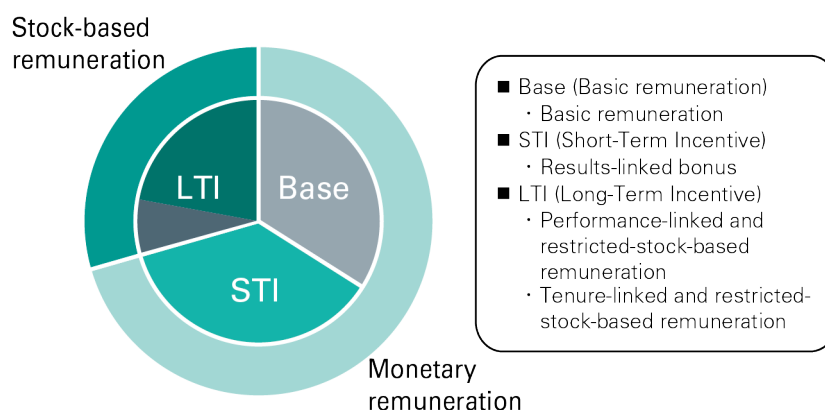 Stock-based
remuneration
LTI
Base
STI
Monetary
remuneration
■ Base (Basic remuneration)
・Basic remuneration
■ STI (Short-Term Incentive)
・Results-linked bonus
■ LTI (Long-Term Incentive)
・Performance-linked and
restricted-stock-based
remuneration
・Tenure-linked and restricted-
stock-based remuneration